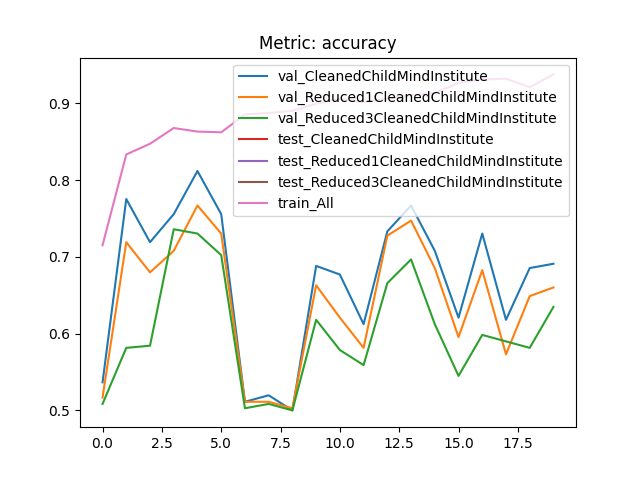 Metric: accuracy
val_CleanedChildMindInstitute
val_Reduced1CleanedChildMindInstitute
val_Reduced3CleanedChildMindInstitute
test_CleanedChildMindInstitute
test_Reduced1CleanedChildMindInstitute
test_Reduced3CleanedChildMindInstitute
train_All
0.9
0.8
0.7
0.6
0.5
0.0 2.5 5.0 7.5 10.0 12.5 15.0 17.5